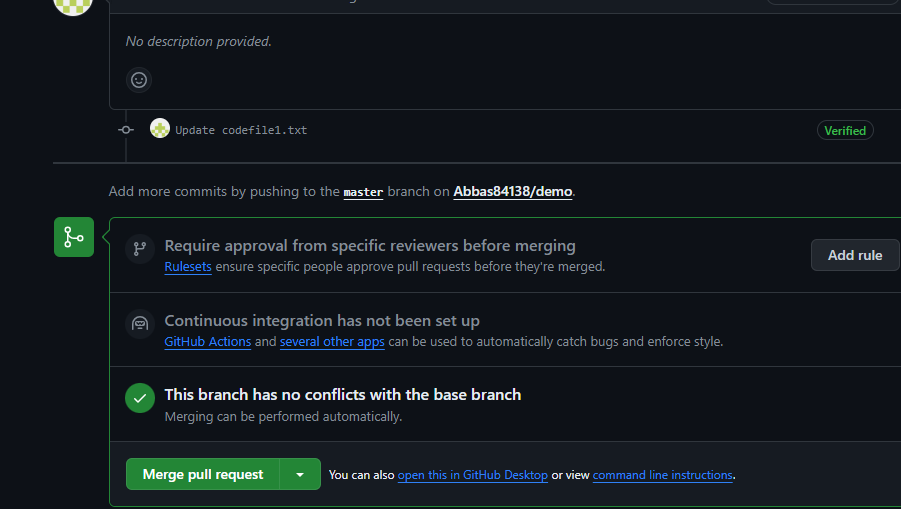 No description provided.
Update codefile1.txt
Verified
Add more commits by pushing to the master branch on Abbas84138/demo.
Require approval from specific reviewers before merging
Rulesets ensure specific people approve pull requests before they're merged.
Add rule
Continuous integration has not been set up
GitHub Actions and several other apps can be used to automatically catch bugs and enforce style.
This branch has no conflicts with the base branch
Merging can be performed automatically.
Merge pull request
You can also open this in GitHub Desktop or view command line instructions.